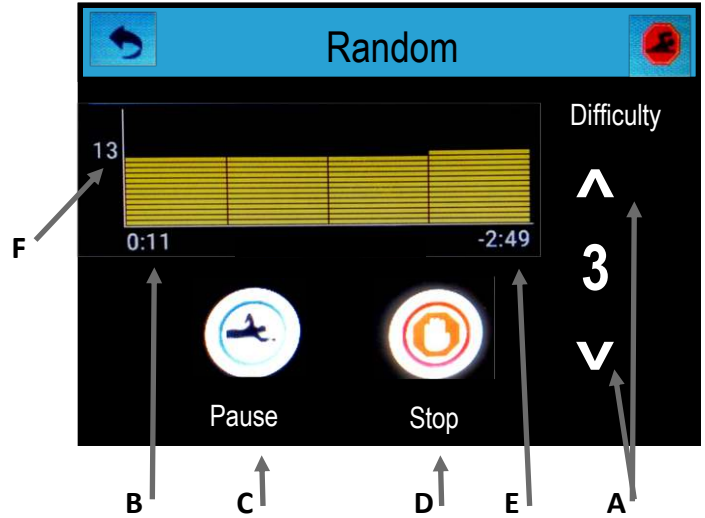 Random
Difficulty
13
F
0:11
-2:49
3
Pause
Stop
B
C
D
E
A